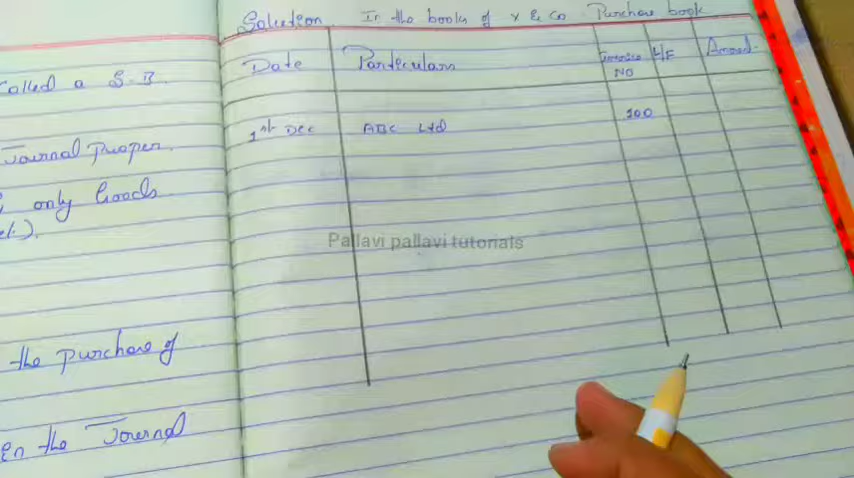 Called a S.B
Journal Proper.
only Goods
the purchase of
en the Journal
Solution. In the books of X & Co Purchase book
Date Particulars Invoice NO L/F Amount.
1st Dec ABC Ltd 100
Pallavi pallavi tutorials